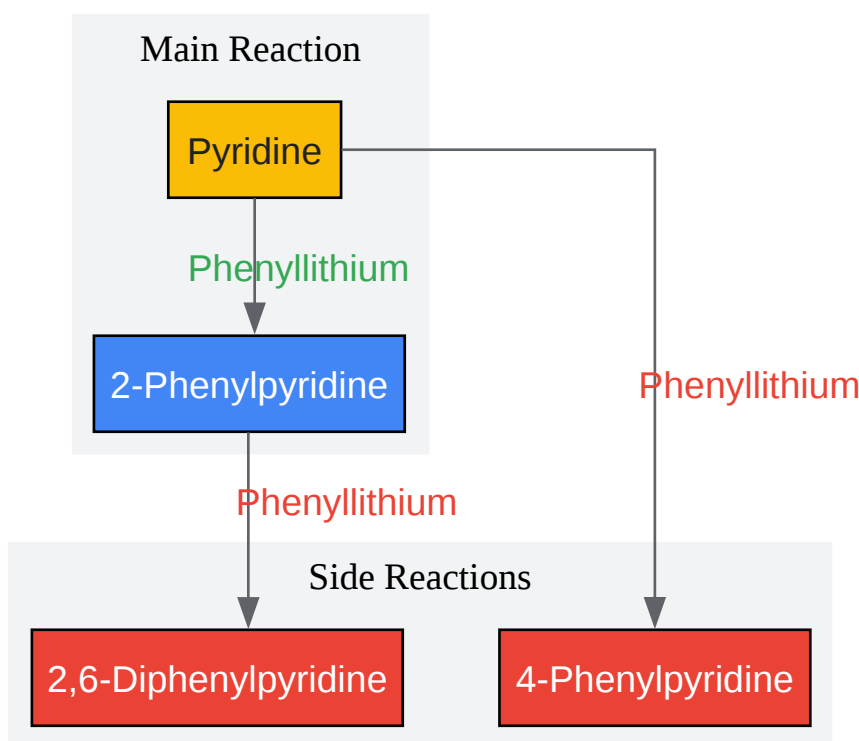 Main Reaction
Pyridine
Phenyllithium
2-Phenylpyridine
Phenyllithium
Phenyllithium
Side Reactions
2,6-Diphenylpyridine
4-Phenylpyridine